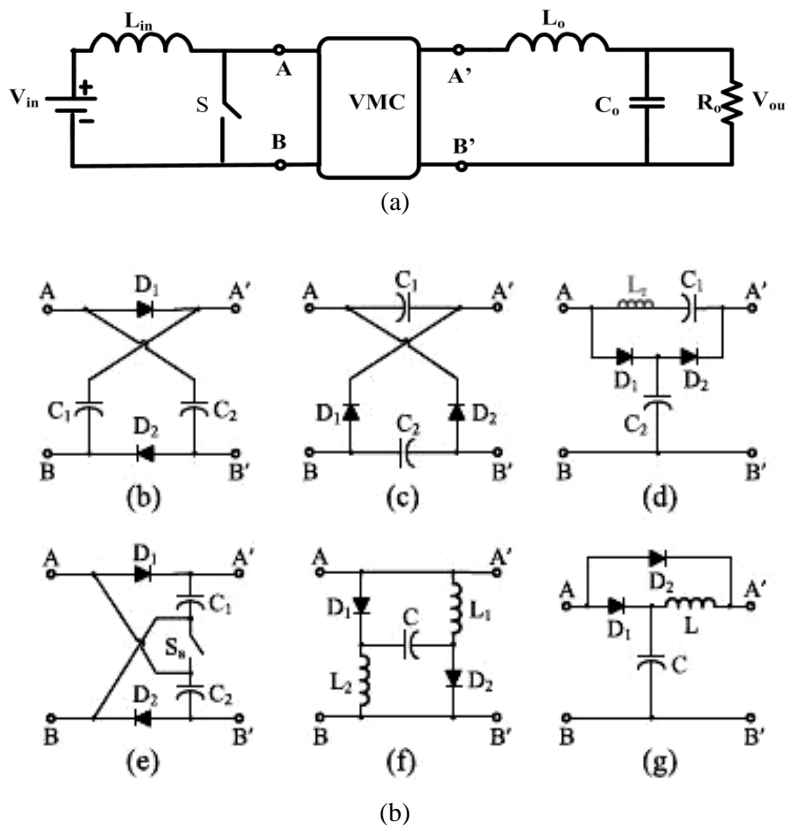 L_in L_o
A A'
V_in + - S VMC C_o R_o V_ou
B B'
(a)
D₁ C₁ L_r C₁
A A' A A' A A'
D₁ D₂
C₁ C₂ D₁ D₂ C₂
D₂ C₂
B B' B B' B B'
(b) (c) (d)
D₁ A A' D₂
A A' D₁ L₁ A A'
C₁ C D₁ L
S_B L₂ D₂ C
D₂ C₂
B B' B B' B B'
(e) (f) (g)
(b)